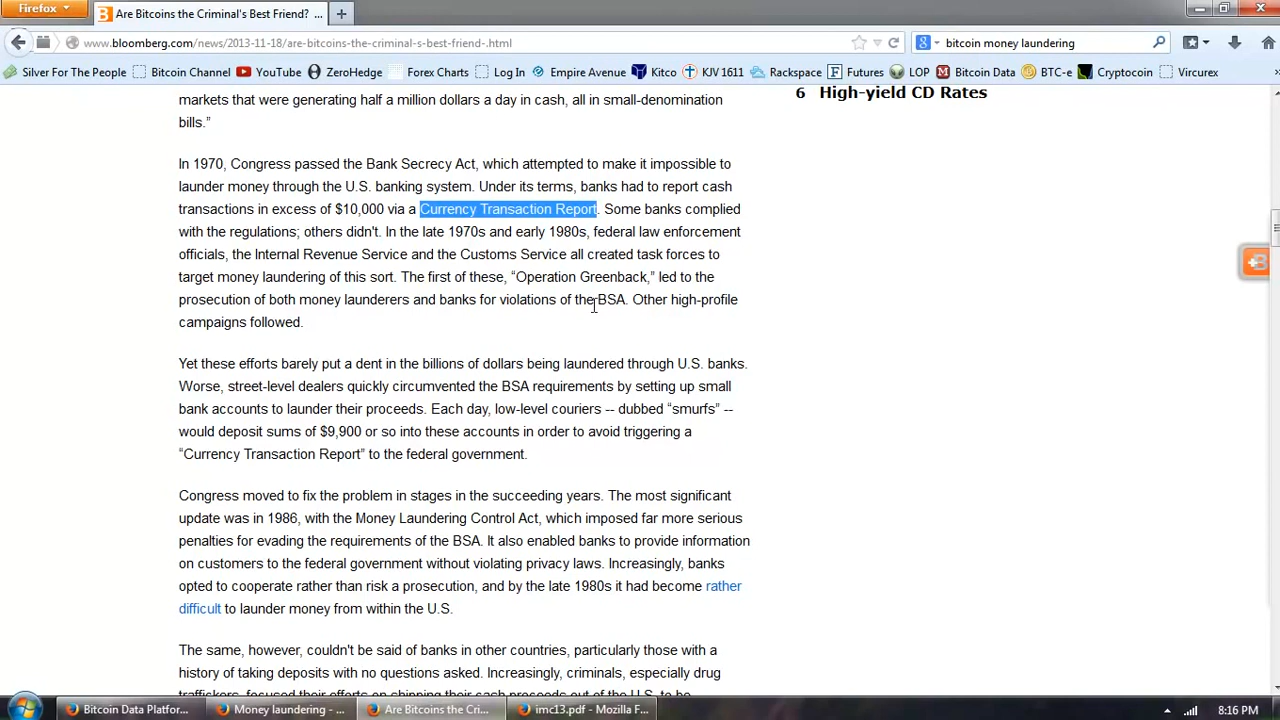 Firefox
Are Bitcoins the Criminal's Best Friend? ...
www.bloomberg.com/news/2013-11-18/are-bitcoins-the-criminal-s-best-friend-.html
bitcoin money laundering
Silver For The People Bitcoin Channel YouTube ZeroHedge Forex Charts Log In Empire Avenue Kitco KJV 1611 Rackspace Futures LOP Bitcoin Data BTC-e Cryptocoin Vircurex
markets that were generating half a million dollars a day in cash, all in small-denomination
bills.”
6 High-yield CD Rates
In 1970, Congress passed the Bank Secrecy Act, which attempted to make it impossible to
launder money through the U.S. banking system. Under its terms, banks had to report cash
transactions in excess of $10,000 via a Currency Transaction Report. Some banks complied
with the regulations; others didn't. In the late 1970s and early 1980s, federal law enforcement
officials, the Internal Revenue Service and the Customs Service all created task forces to
target money laundering of this sort. The first of these, “Operation Greenback,” led to the
prosecution of both money launderers and banks for violations of the BSA. Other high-profile
campaigns followed.
Yet these efforts barely put a dent in the billions of dollars being laundered through U.S. banks.
Worse, street-level dealers quickly circumvented the BSA requirements by setting up small
bank accounts to launder their proceeds. Each day, low-level couriers -- dubbed “smurfs” --
would deposit sums of $9,900 or so into these accounts in order to avoid triggering a
“Currency Transaction Report” to the federal government.
Congress moved to fix the problem in stages in the succeeding years. The most significant
update was in 1986, with the Money Laundering Control Act, which imposed far more serious
penalties for evading the requirements of the BSA. It also enabled banks to provide information
on customers to the federal government without violating privacy laws. Increasingly, banks
opted to cooperate rather than risk a prosecution, and by the late 1980s it had become rather
difficult to launder money from within the U.S.
The same, however, couldn't be said of banks in other countries, particularly those with a
history of taking deposits with no questions asked. Increasingly, criminals, especially drug
traffickers, focused their efforts on shipping their cash proceeds out of the U.S. to be
Bitcoin Data Platfor... Money laundering - ... Are Bitcoins the Cri... imc13.pdf - Mozilla F... 8:16 PM